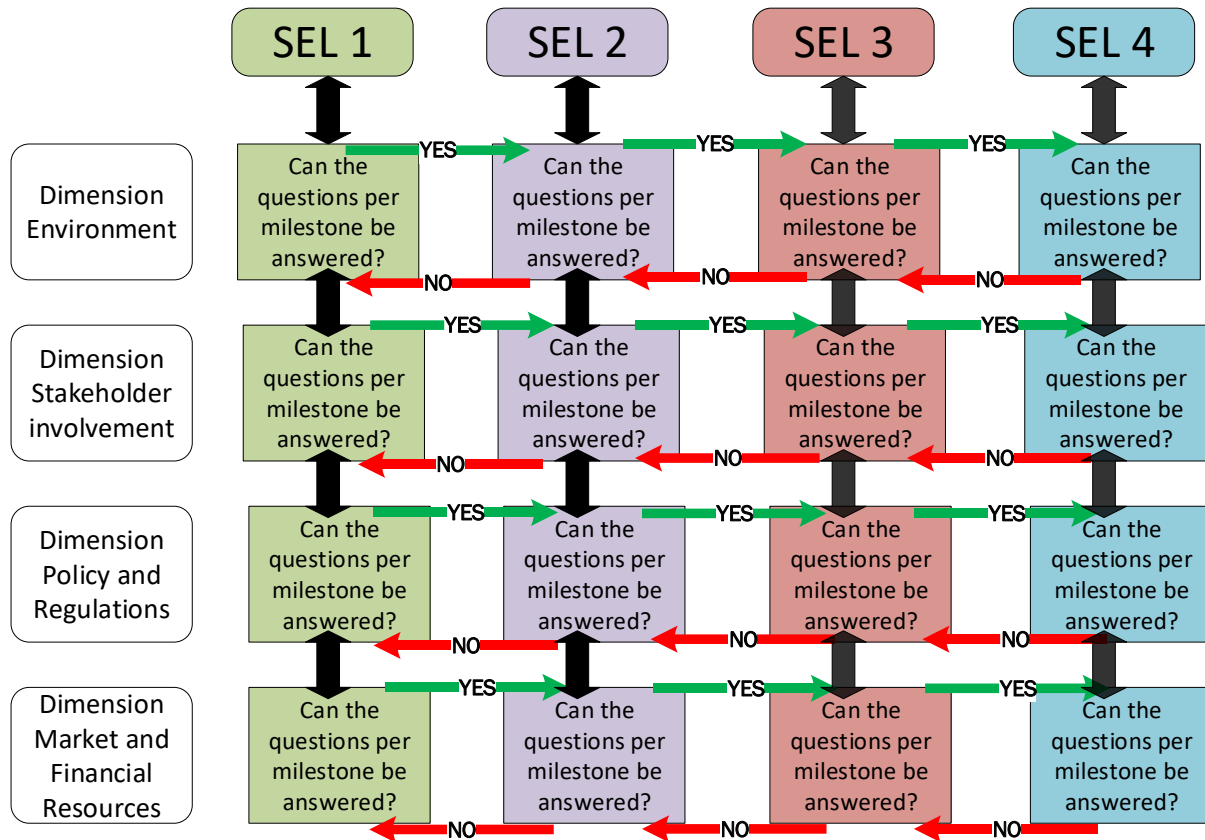 SEL 1
SEL 2
SEL 3
SEL 4
YES
YES
YES
Dimension
Environment
Can the
questions per
milestone be
answered?
Can the
questions per
milestone be
answered?
Can the
questions per
milestone be
answered?
Can the
questions per
milestone be
answered?
NO
NO
NO
YES
YES
YES
Dimension
Stakeholder
involvement
Can the
questions per
milestone be
answered?
Can the
questions per
milestone be
answered?
Can the
questions per
milestone be
answered?
Can the
questions per
milestone be
answered?
NO
NO
NO
YES
YES
YES
Dimension
Policy and
Regulations
Can the
questions per
milestone be
answered?
Can the
questions per
milestone be
answered?
Can the
questions per
milestone be
answered?
Can the
questions per
milestone be
answered?
NO
NO
NO
YES
YES
YES
Dimension
Market and
Financial
Resources
Can the
questions per
milestone be
answered?
Can the
questions per
milestone be
answered?
Can the
questions per
milestone be
answered?
Can the
questions per
milestone be
answered?
NO
NO
NO